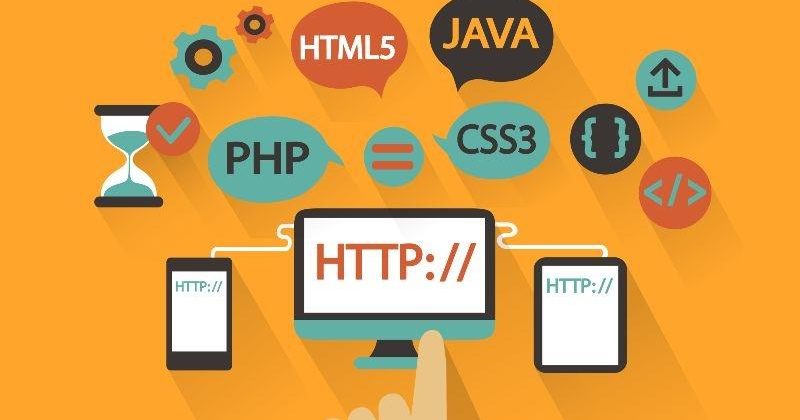 HTML5
JAVA
PHP
=
CSS3
{ }
</>
HTTP://
HTTP://
HTTP://